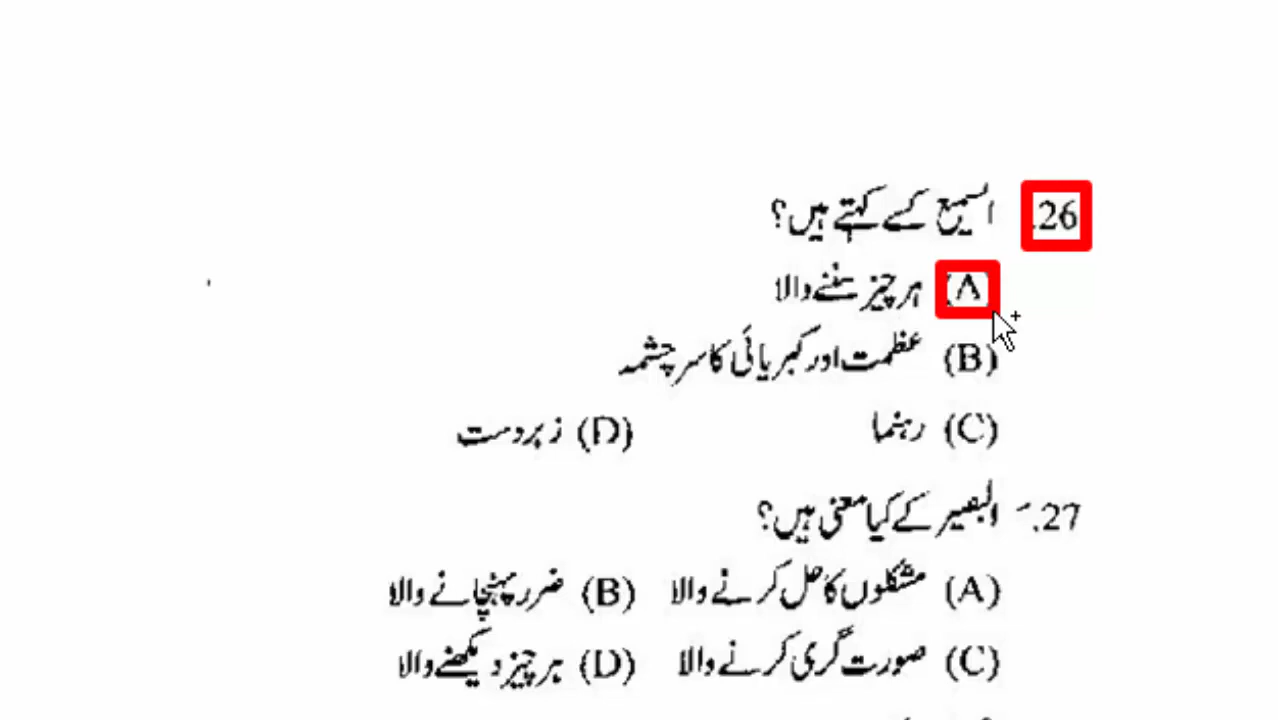 26. السمیع کسے کہتے ہیں؟
(A) ہر چیز سننے والا
(B) عظمت اور کبریائی کا سرچشمہ
(C) رہنما (D) زبردست
27. البصیر کے کیا معنی ہیں؟
(A) مشکلوں کا حل کرنے والا (B) ضرر پہنچانے والا
(C) صورت گری کرنے والا (D) ہر چیز دیکھنے والا